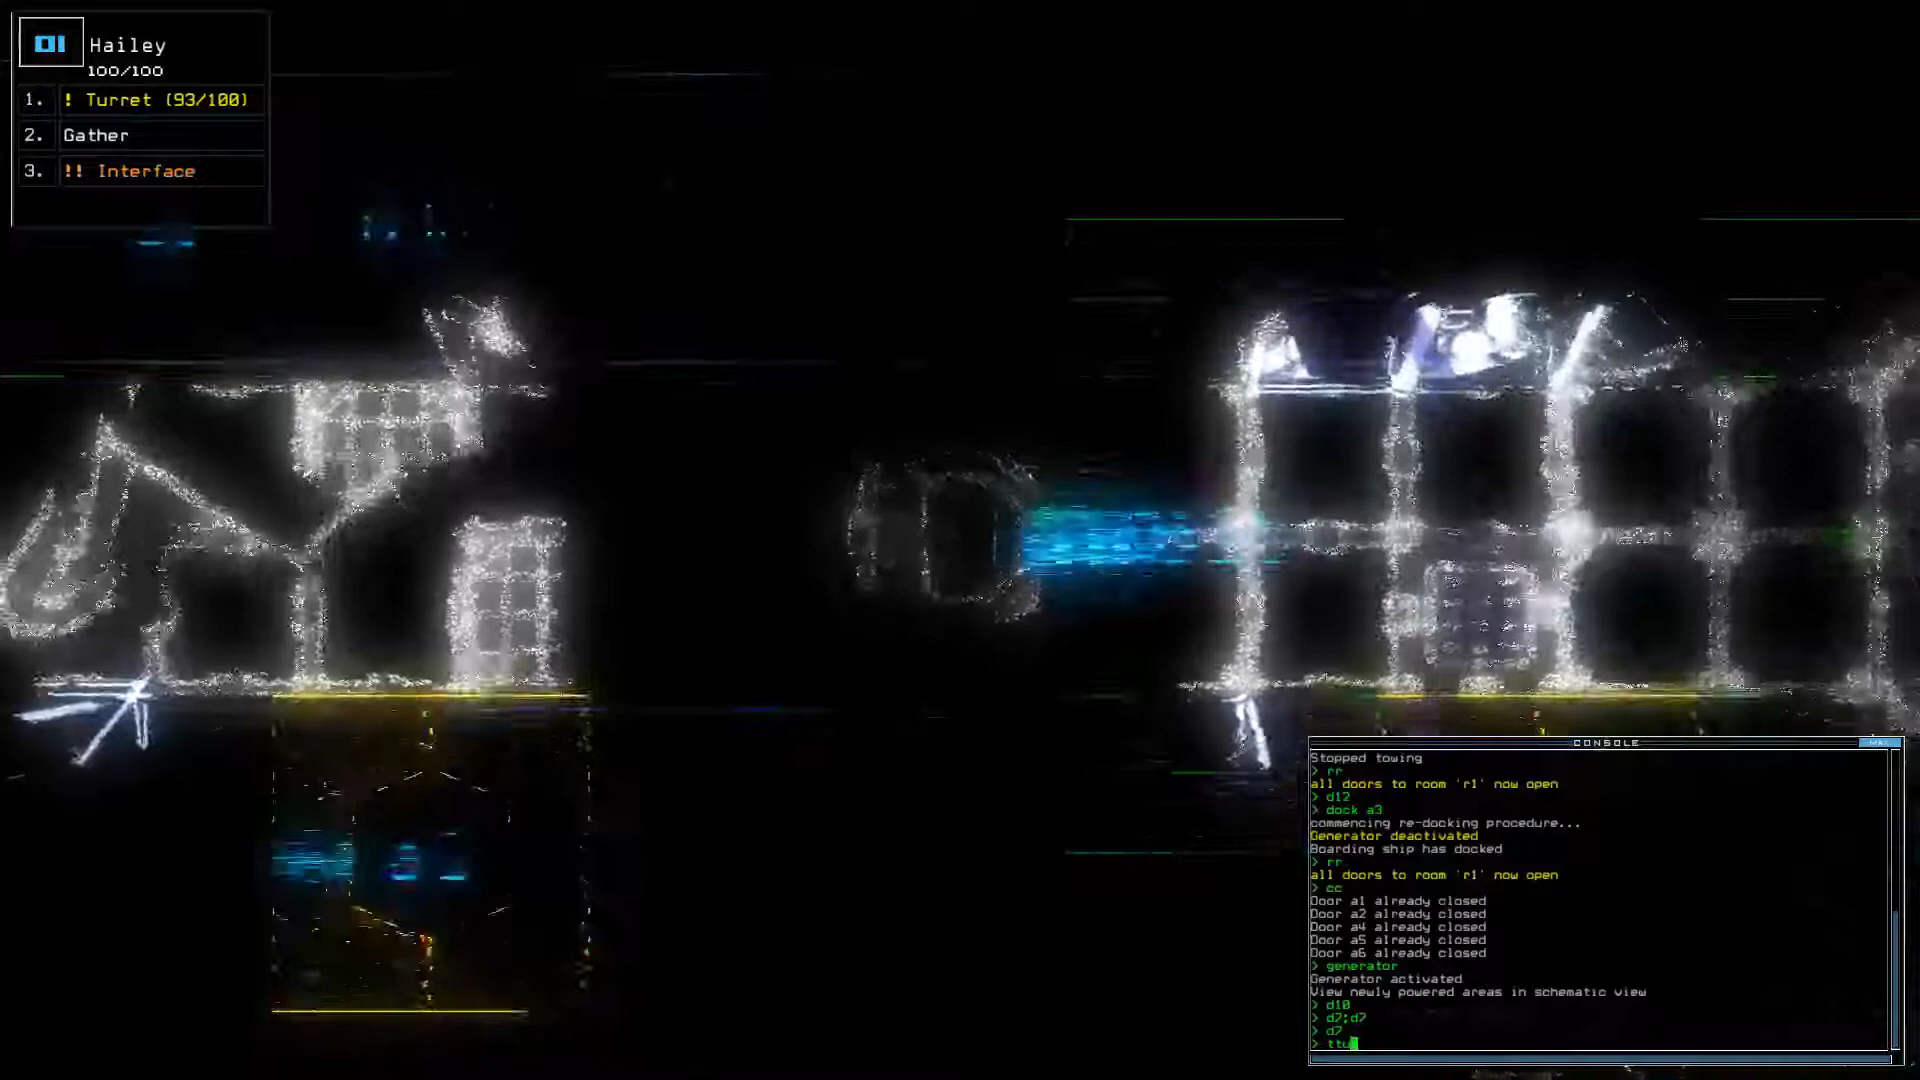 01 Hailey
100/100
1. ! Turret (93/100)
2. Gather
3. !! Interface
CONSOLE
Stopped towing
> rr
all doors to room 'r1' now open
> d12
> dock a3
commencing re-docking procedure...
Generator deactivated
Boarding ship has docked
> rr
all doors to room 'r1' now open
> cc
Door a1 already closed
Door a2 already closed
Door a4 already closed
Door a5 already closed
Door a6 already closed
> generator
Generator activated
View newly powered areas in schematic view
> d10
> d7;d7
> d7
> ttu